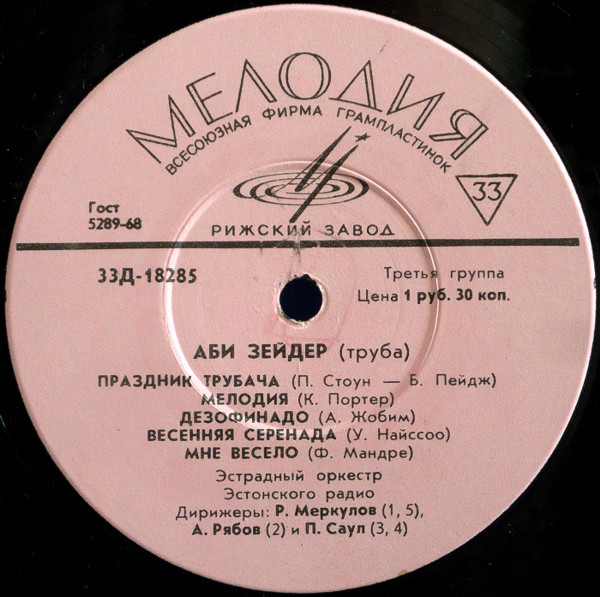 МЕЛОДИЯ
ВСЕСОЮЗНАЯ ФИРМА ГРАМПЛАСТИНОК
33
Гост
5289-68
РИЖСКИЙ ЗАВОД
33Д-18285
Третья группа
Цена 1 руб. 30 коп.
АБИ ЗЕЙДЕР (труба)
ПРАЗДНИК ТРУБАЧА (П. Стоун — Б. Пейдж)
МЕЛОДИЯ (К. Портер)
ДЕЗОФИНАДО (А. Жобим)
ВЕСЕННЯЯ СЕРЕНАДА (У. Найссоо)
МНЕ ВЕСЕЛО (Ф. Мандре)
Эстрадный оркестр
Эстонского радио
Дирижеры: Р. Меркулов (1, 5),
А. Рябов (2) и П. Саул (3, 4)